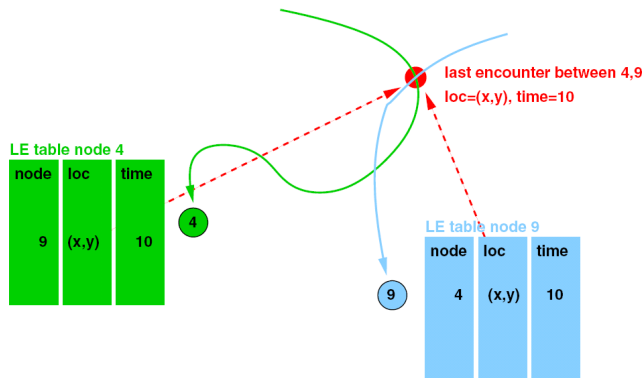 last encounter between 4,9
loc=(x,y), time=10
LE table node 4
node loc time
9 (x,y) 10
4
LE table node 9
node loc time
4 (x,y) 10
9